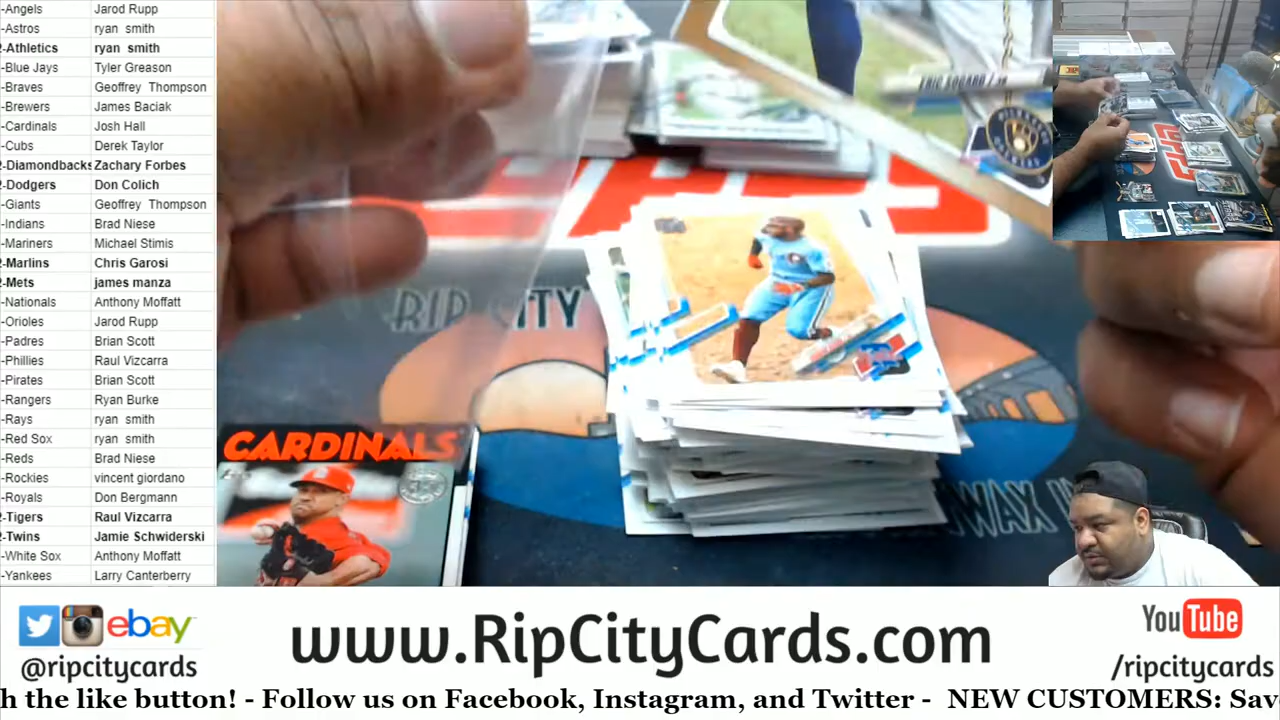 -Angels Jarod Rupp
-Astros ryan smith
-Athletics ryan smith
-Blue Jays Tyler Greason
-Braves Geoffrey Thompson
-Brewers James Baciak
-Cardinals Josh Hall
-Cubs Derek Taylor
-Diamondbacks Zachary Forbes
-Dodgers Don Colich
-Giants Geoffrey Thompson
-Indians Brad Niese
-Mariners Michael Stimis
-Marlins Chris Garosi
-Mets james manza
-Nationals Anthony Moffatt
-Orioles Jarod Rupp
-Padres Brian Scott
-Phillies Raul Vizcarra
-Pirates Brian Scott
-Rangers Ryan Burke
-Rays ryan smith
-Red Sox ryan smith
-Reds Brad Niese
-Rockies vincent giordano
-Royals Don Bergmann
-Tigers Raul Vizcarra
-Twins Jamie Schwiderski
-White Sox Anthony Moffatt
-Yankees Larry Canterberry
ERIC SOGARD
RIP CITY
WAX
CARDINALS
ebay
@ripcitycards
www.RipCityCards.com
YouTube
/ripcitycards
h the like button! - Follow us on Facebook, Instagram, and Twitter - NEW CUSTOMERS: Sav